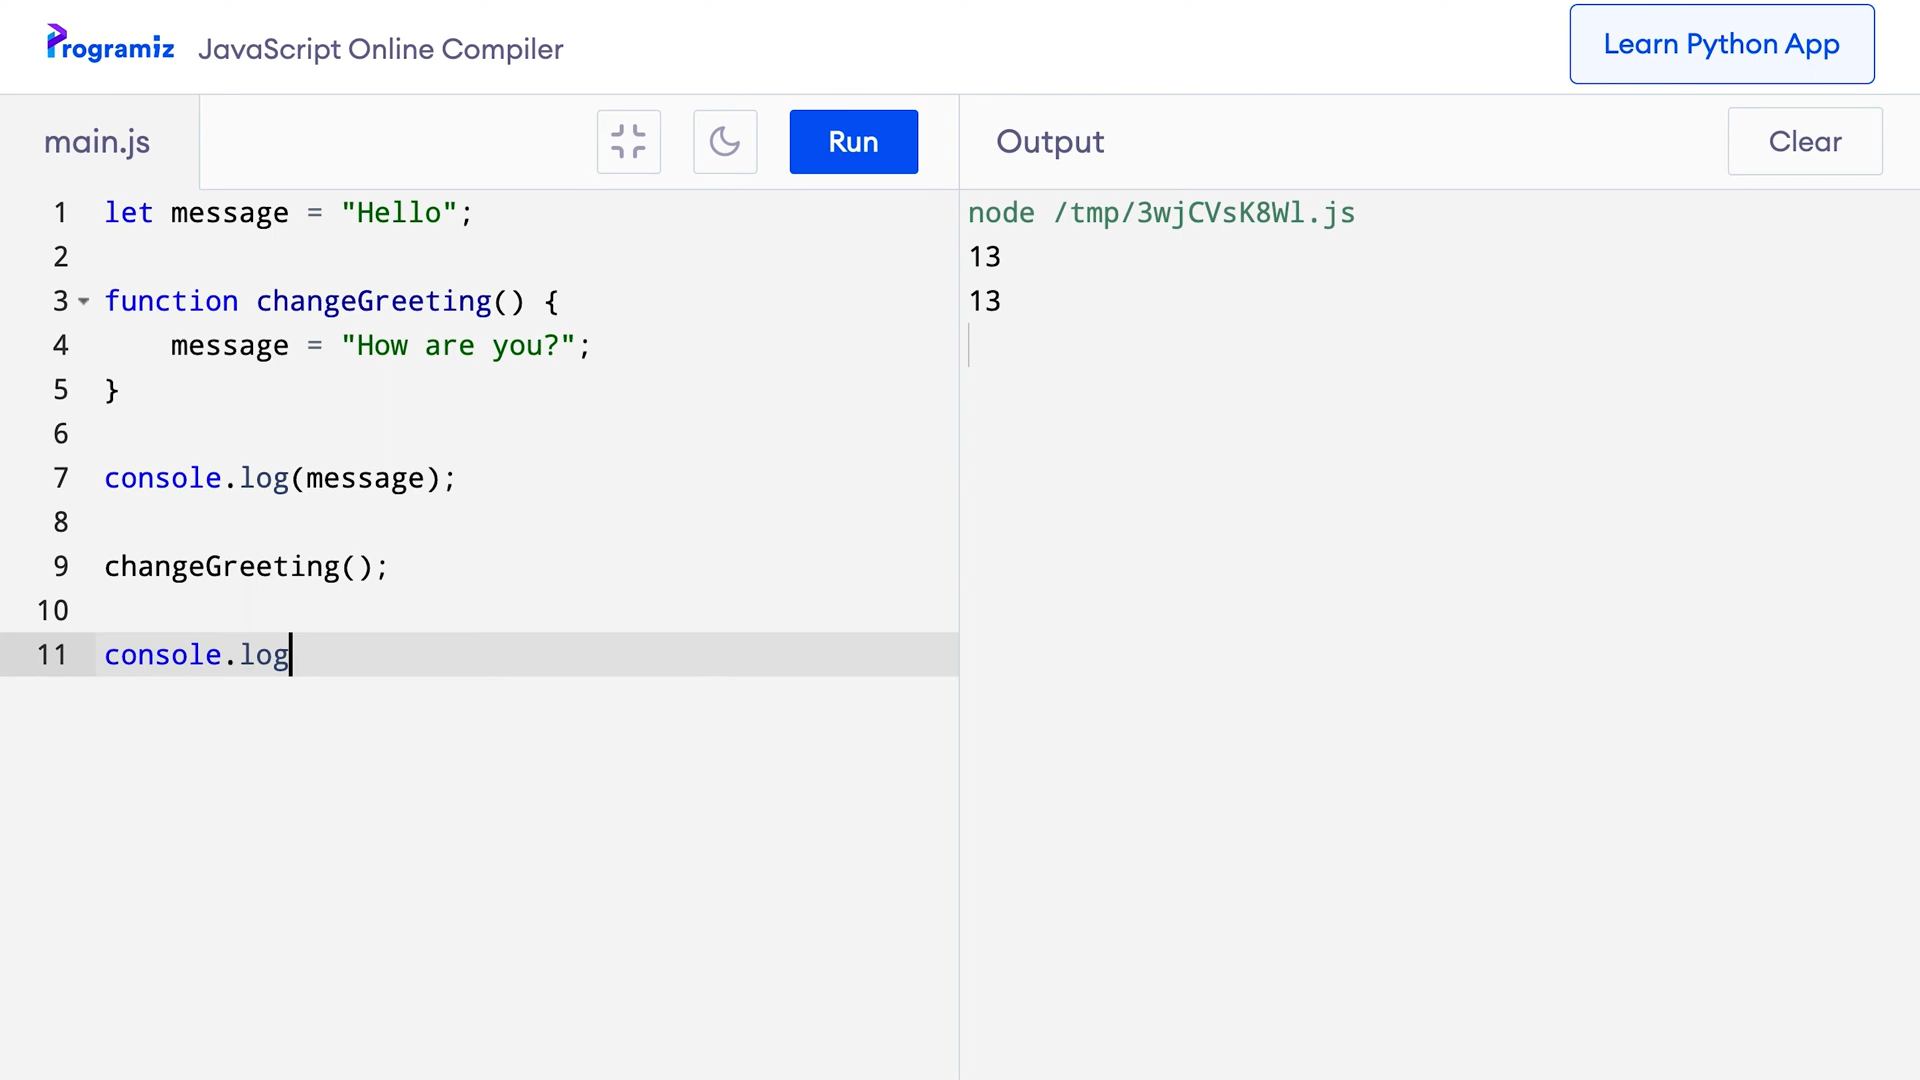 Programiz JavaScript Online Compiler
Learn Python App
main.js
Run
Output
Clear
1 let message = "Hello";
2
3 function changeGreeting() {
4 message = "How are you?";
5 }
6
7 console.log(message);
8
9 changeGreeting();
10
11 console.log
node /tmp/3wjCVsK8Wl.js
13
13